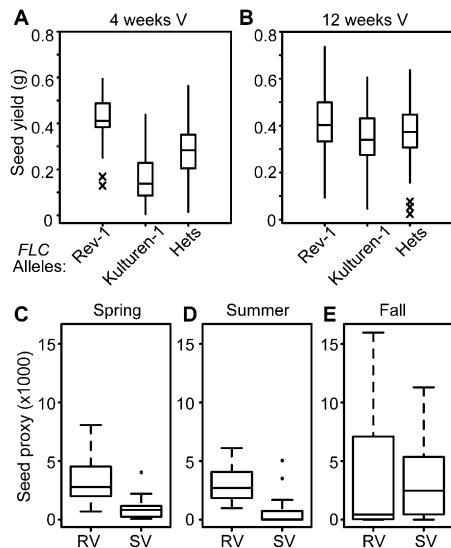 A 4 weeks V
B 12 weeks V
Seed yield (g)
0.8
0.6
0.4
0.2
0
0.8
0.6
0.4
0.2
0
FLC
Alleles:
Rev-1
Kulturen-1
Hets
Rev-1
Kulturen-1
Hets
C Spring
D Summer
E Fall
Seed proxy (x1000)
15
10
5
0
15
10
5
0
15
10
5
0
RV SV
RV SV
RV SV